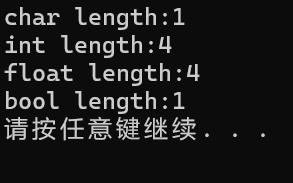 char length:1
int length:4
float length:4
bool length:1
请按任意键继续. . .